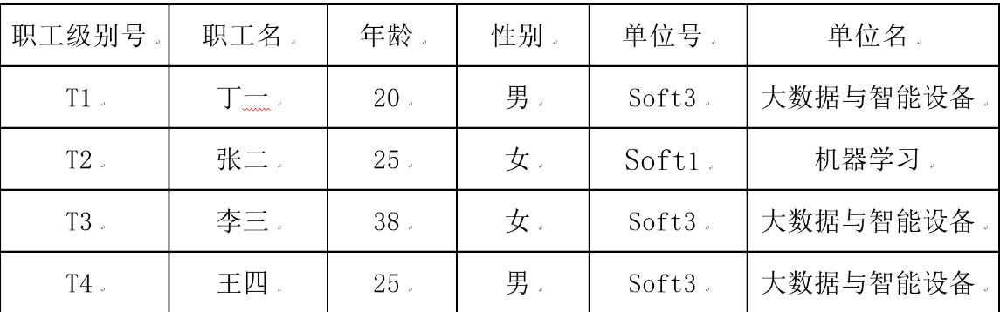 职工级别号 职工名 年龄 性别 单位号 单位名
T1 丁一 20 男 Soft3 大数据与智能设备
T2 张二 25 女 Soft1 机器学习
T3 李三 38 女 Soft3 大数据与智能设备
T4 王四 25 男 Soft3 大数据与智能设备